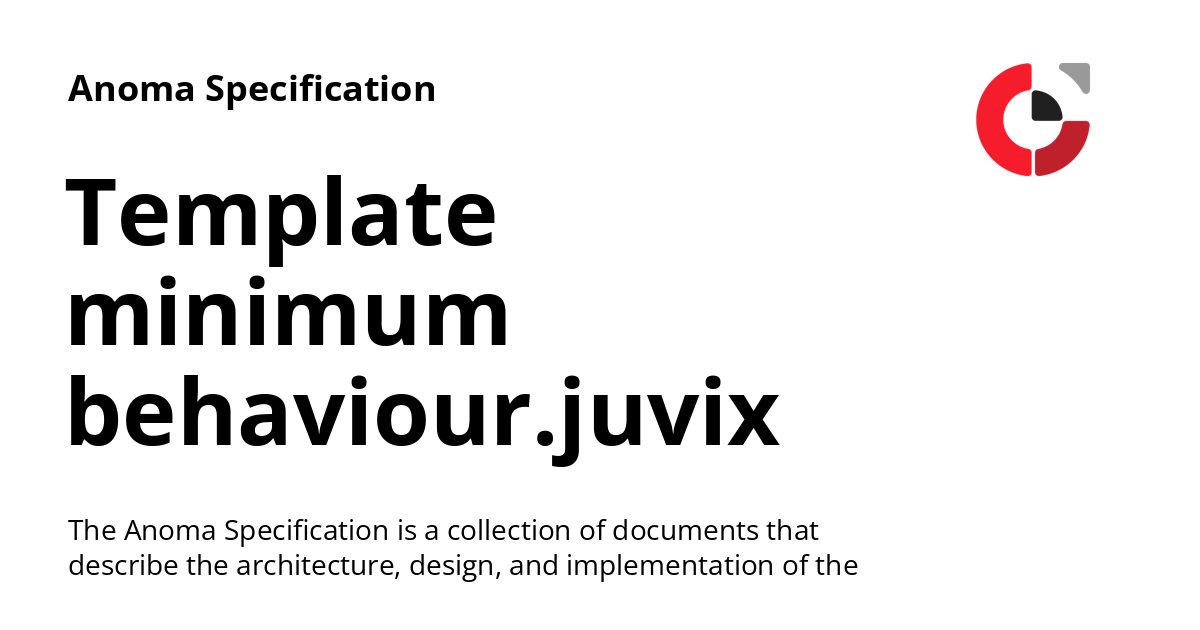 Anoma Specification
Template
minimum
behaviour.juvix
The Anoma Specification is a collection of documents that
describe the architecture, design, and implementation of the